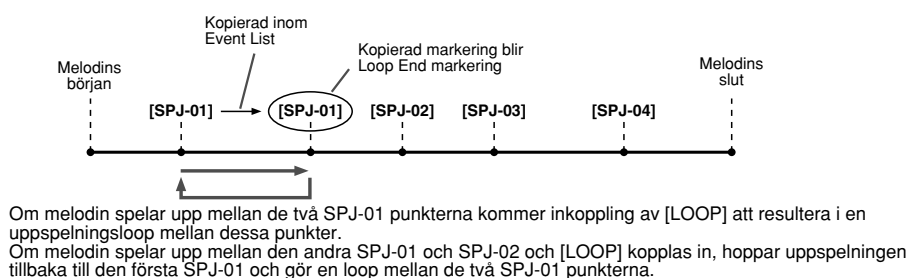 Kopierad inom
Event List
Kopierad markering blir
Loop End markering
Melodins
början
Melodins
slut
[SPJ-01] [SPJ-01] [SPJ-02] [SPJ-03] [SPJ-04]
Om melodin spelar upp mellan de två SPJ-01 punkterna kommer inkoppling av [LOOP] att resultera i en
uppspelningsloop mellan dessa punkter.
Om melodin spelar upp mellan den andra SPJ-01 och SPJ-02 och [LOOP] kopplas in, hoppar uppspelningen
tillbaka till den första SPJ-01 och gör en loop mellan de två SPJ-01 punkterna.